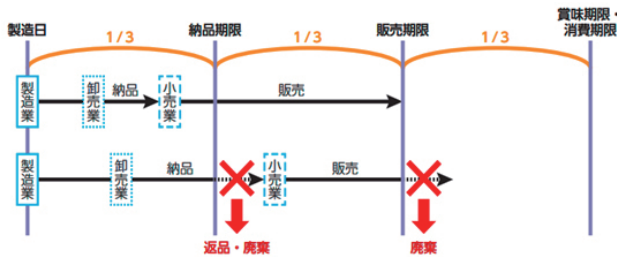 製造日
納品期限
販売期限
賞味期限・
消費期限
1/3
1/3
1/3
製造業
卸売業
納品
小売業
販売
製造業
卸売業
納品
小売業
販売
返品・廃棄
廃棄